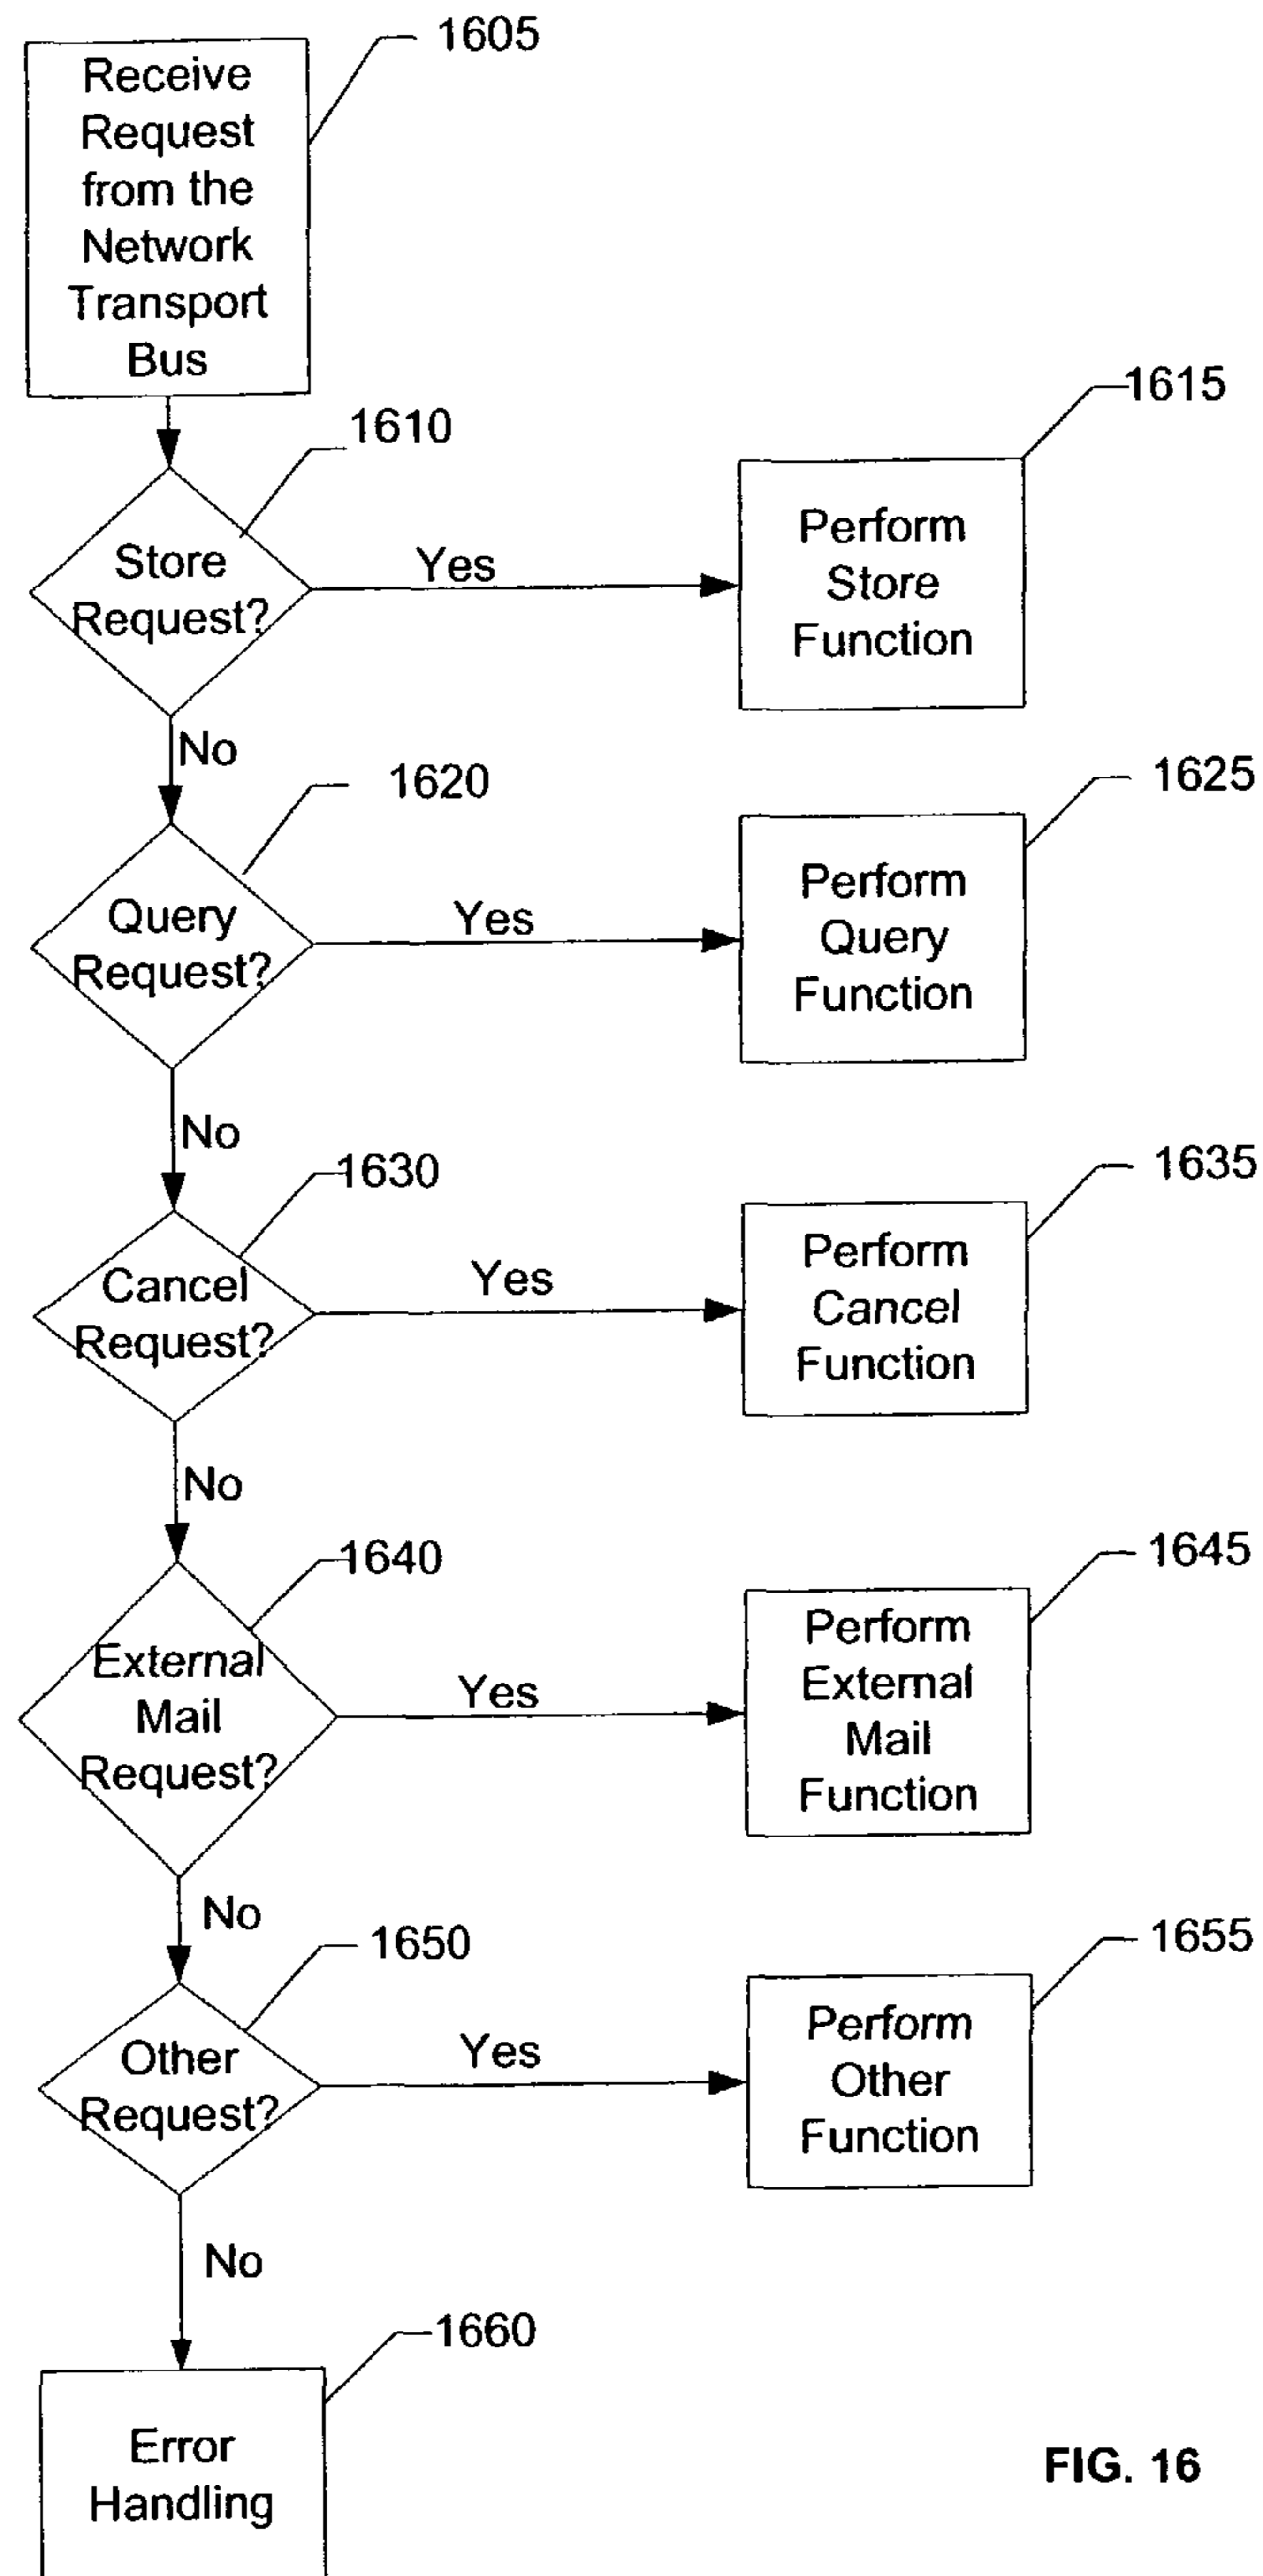 1605
Receive
Request
from the
Network
Transport
Bus
1610
Store
Request?
Yes
1615
Perform
Store
Function
No
1620
Query
Request?
Yes
1625
Perform
Query
Function
No
1630
Cancel
Request?
Yes
1635
Perform
Cancel
Function
No
1640
External
Mail
Request?
Yes
1645
Perform
External
Mail
Function
No
1650
Other
Request?
Yes
1655
Perform
Other
Function
No
1660
Error
Handling
FIG. 16